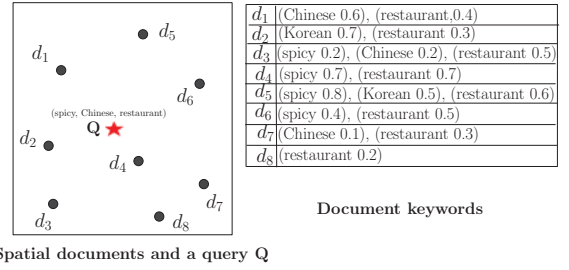 d5
d1
d6
(spicy, Chinese, restaurant)
Q
d2
d4
d7
d3
d8
d1 (Chinese 0.6), (restaurant,0.4)
d2 (Korean 0.7), (restaurant 0.3)
d3 (spicy 0.2), (Chinese 0.2), (restaurant 0.5)
d4 (spicy 0.7), (restaurant 0.7)
d5 (spicy 0.8), (Korean 0.5), (restaurant 0.6)
d6 (spicy 0.4), (restaurant 0.5)
d7 (Chinese 0.1), (restaurant 0.3)
d8 (restaurant 0.2)
Document keywords
Spatial documents and a query Q